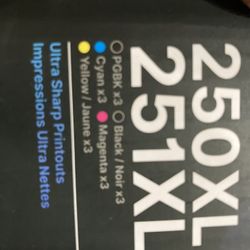 250XL
251XL
PGBK x3
Black / Noir x3
Cyan x3
Magenta x3
Yellow / Jaune x3
Ultra Sharp Printouts
Impressions Ultra Nettes